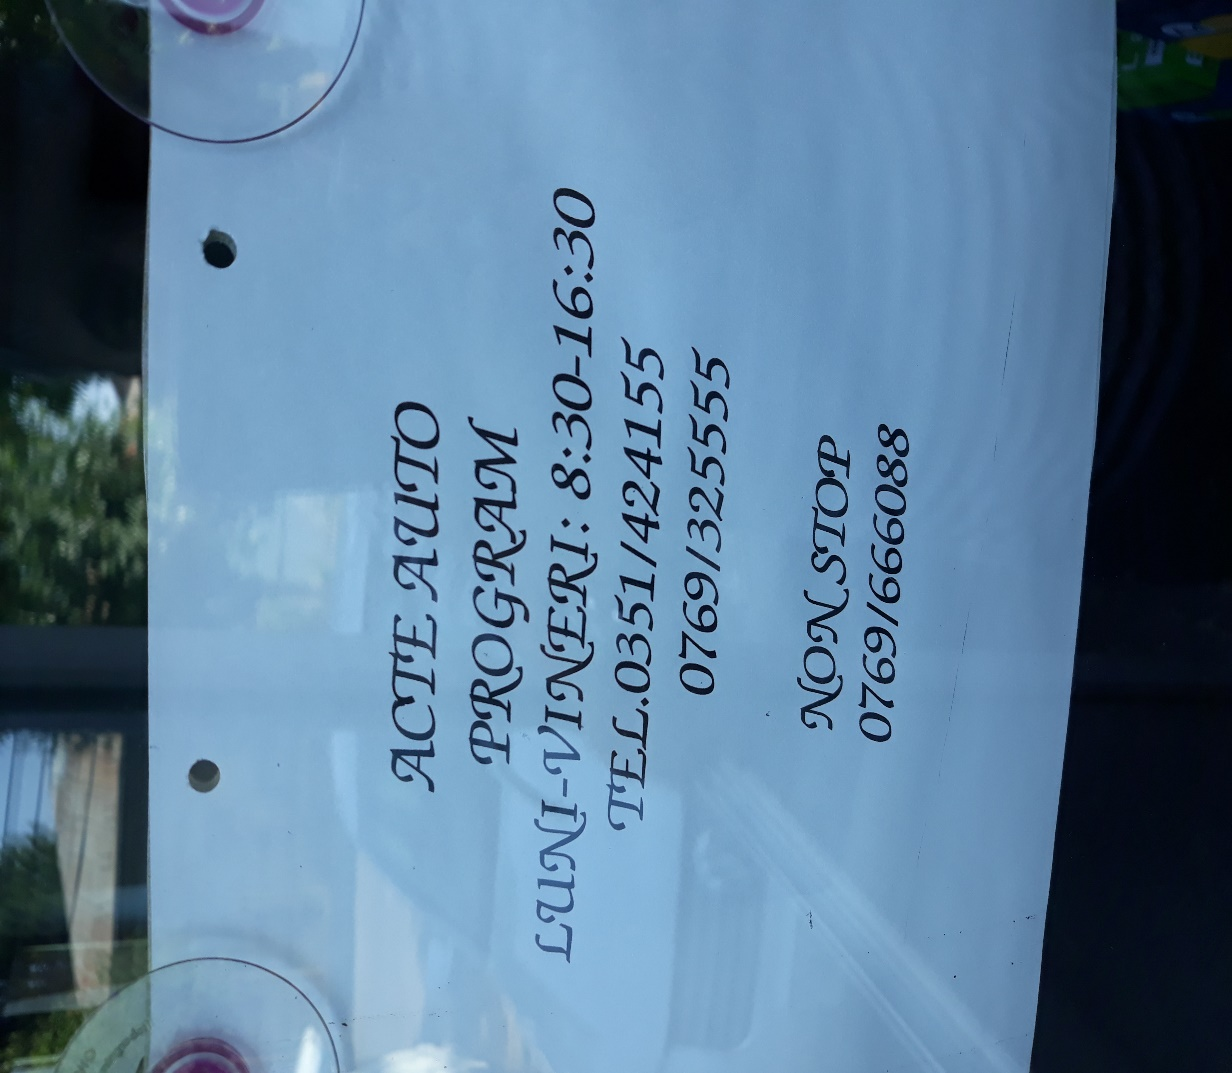 ACTE AUTO
PROGRAM
LUNI-VINERI: 8:30-16:30
TEL.0351/424155
0769/325555
NON STOP
0769/666088